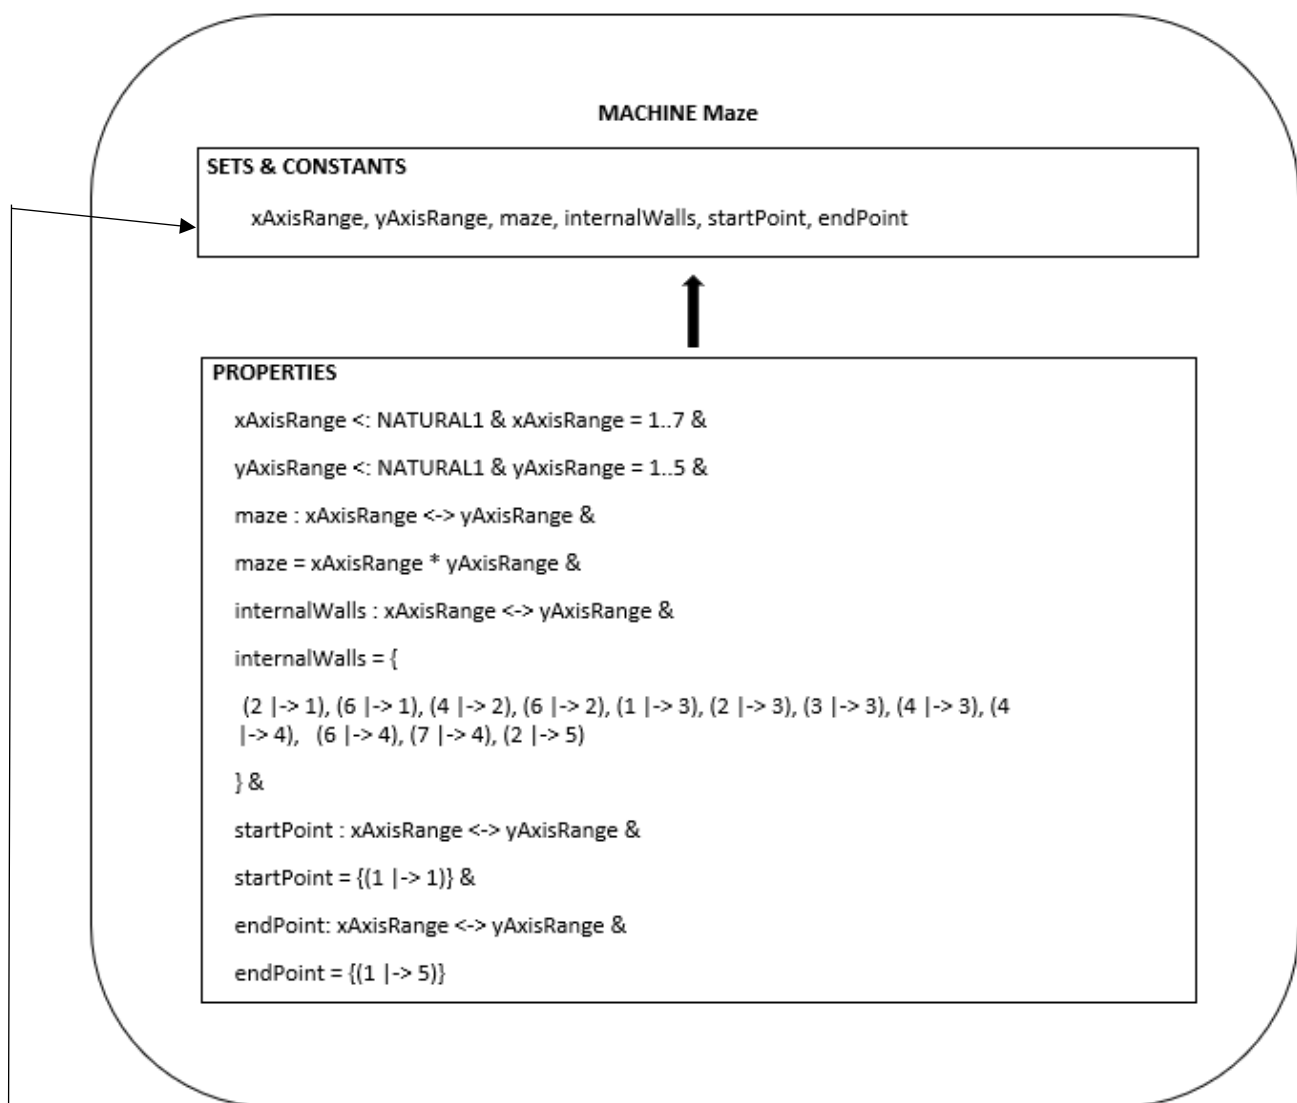 MACHINE Maze
SETS & CONSTANTS
xAxisRange, yAxisRange, maze, internalWalls, startPoint, endPoint
PROPERTIES
xAxisRange <: NATURAL1 & xAxisRange = 1..7 &
yAxisRange <: NATURAL1 & yAxisRange = 1..5 &
maze : xAxisRange <-> yAxisRange &
maze = xAxisRange * yAxisRange &
internalWalls : xAxisRange <-> yAxisRange &
internalWalls = {
(2 |-> 1), (6 |-> 1), (4 |-> 2), (6 |-> 2), (1 |-> 3), (2 |-> 3), (3 |-> 3), (4 |-> 3), (4
|-> 4), (6 |-> 4), (7 |-> 4), (2 |-> 5)
} &
startPoint : xAxisRange <-> yAxisRange &
startPoint = {(1 |-> 1)} &
endPoint: xAxisRange <-> yAxisRange &
endPoint = {(1 |-> 5)}